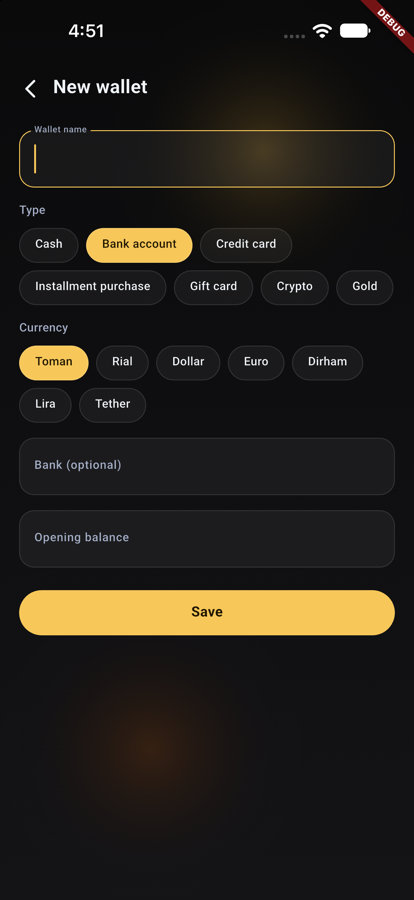 4:51
DEBUG
New wallet
Wallet name
Type
Cash Bank account Credit card
Installment purchase Gift card Crypto Gold
Currency
Toman Rial Dollar Euro Dirham
Lira Tether
Bank (optional)
Opening balance
Save